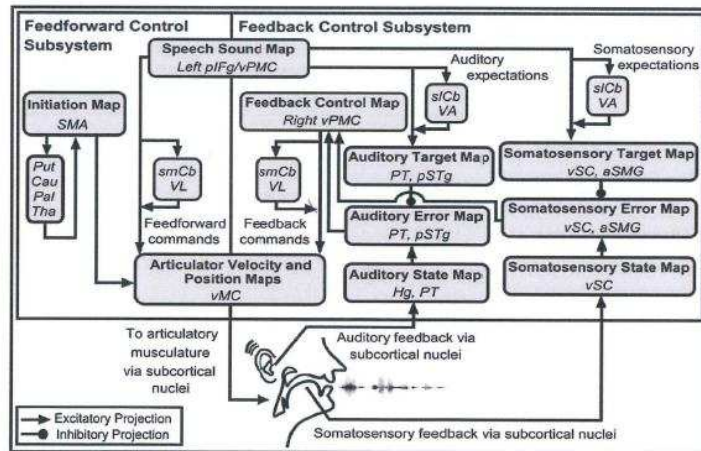 Feedforward Control
Subsystem
Feedback Control Subsystem
Speech Sound Map
Left pIFg/vPMC
Auditory
expectations
Somatosensory
expectations
Initiation Map
SMA
Feedback Control Map
Right vPMC
slCb
VA
slCb
VA
Put
Cau
Pal
Tha
smCb
VL
smCb
VL
Auditory Target Map
PT, pSTg
Somatosensory Target Map
vSC, aSMG
Feedforward
commands
Feedback
commands
Auditory Error Map
PT, pSTg
Somatosensory Error Map
vSC, aSMG
Articulator Velocity and
Position Maps
vMC
Auditory State Map
Hg, PT
Somatosensory State Map
vSC
To articulatory
musculature
via subcortical
nuclei
Auditory feedback via
subcortical nuclei
Excitatory Projection
Inhibitory Projection
Somatosensory feedback via subcortical nuclei